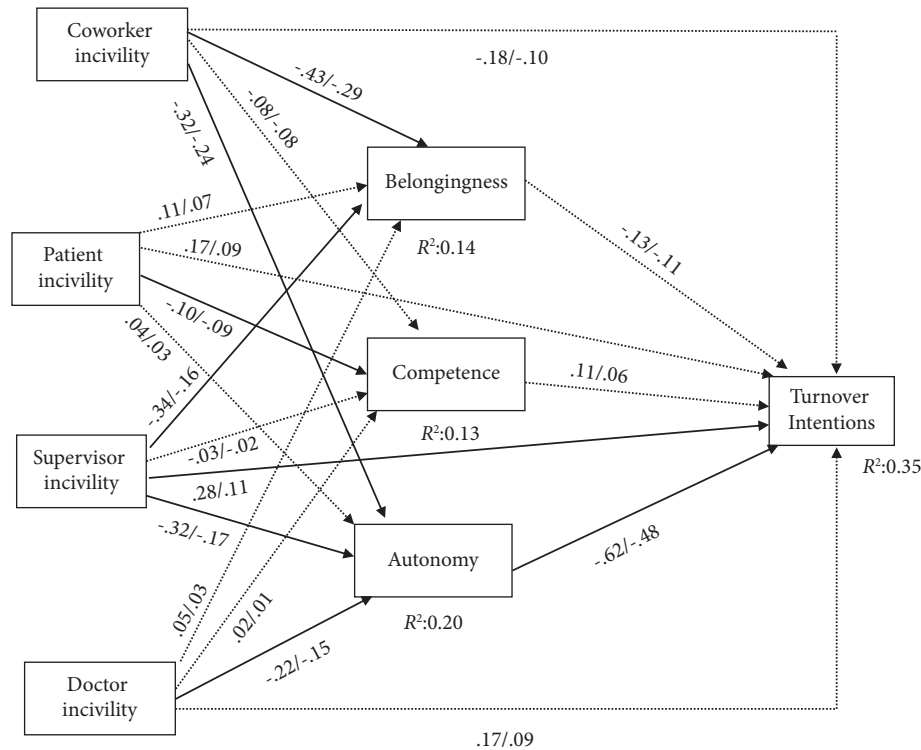 Coworker
incivility
-.18/-.10
-.43/-.29
-.08/-.08
-.32/-.24
Belongingness
.11/.07
R²:0.14
-.13/-.11
Patient
incivility
.17/.09
-.10/-.09
.04/.03
Competence
.11/.06
R²:0.13
Turnover
Intentions
R²:0.35
-.34/-.16
-.03/-.02
Supervisor
incivility
.28/.11
-.32/-.17
Autonomy
-.62/-.48
R²:0.20
.05/.03
.02/.01
-.22/-.15
Doctor
incivility
.17/.09